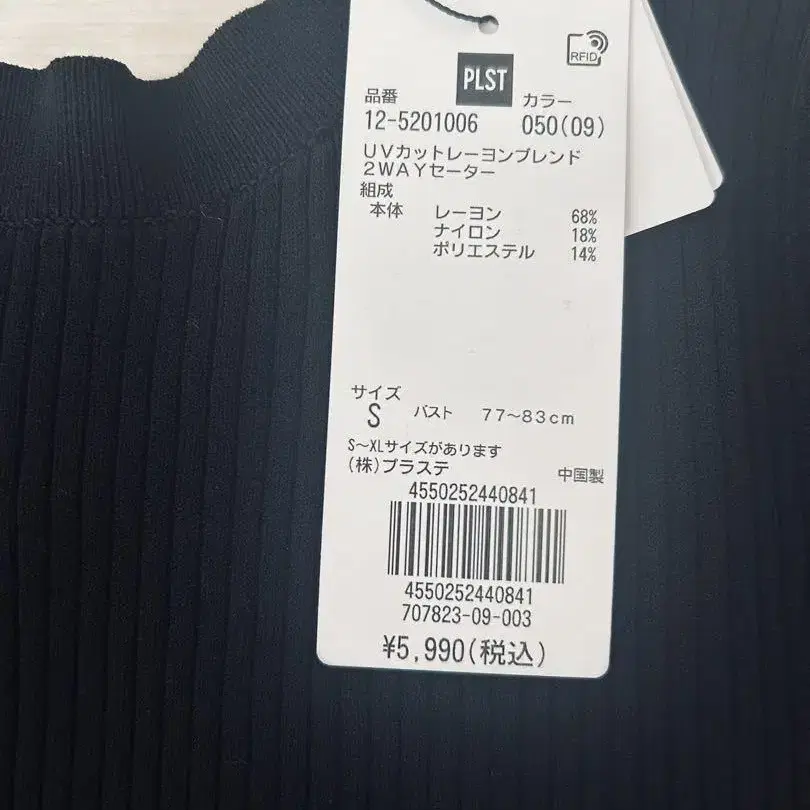 PLST
RFID
品番 カラー
12-5201006 050(09)
UVカットレーヨンブレンド
2WAYセーター
組成
本体 レーヨン 68%
ナイロン 18%
ポリエステル 14%
サイズ
S バスト 77〜83cm
S〜XLサイズがあります
(株)プラステ 中国製
4550252440841
4550252440841
707823-09-003
¥5,990(税込)